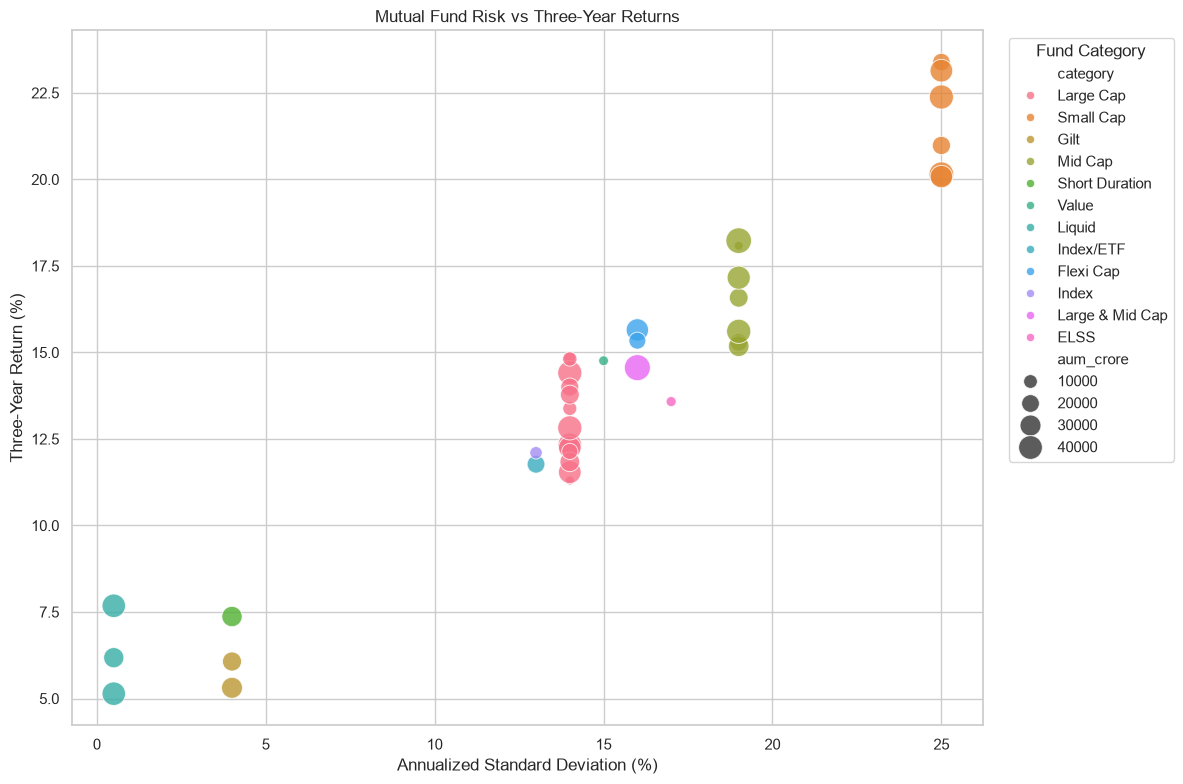 Mutual Fund Risk vs Three-Year Returns
Three-Year Return (%)
22.5
20.0
17.5
15.0
12.5
10.0
7.5
5.0
0
5
10
15
20
25
Annualized Standard Deviation (%)
Fund Category
category
Large Cap
Small Cap
Gilt
Mid Cap
Short Duration
Value
Liquid
Index/ETF
Flexi Cap
Index
Large & Mid Cap
ELSS
aum_crore
10000
20000
30000
40000